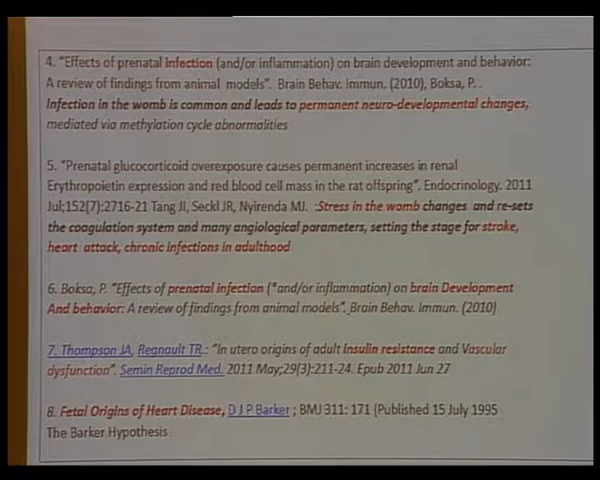 4. "Effects of prenatal infection (and/or inflammation) on brain development and behavior:
A review of findings from animal models". Brain Behav. Immun. (2010), Boksa, P. .
Infection in the womb is common and leads to permanent neuro-developmental changes,
mediated via methylation cycle abnormalities
5. "Prenatal glucocorticoid overexposure causes permanent increases in renal
Erythropoietin expression and red blood cell mass in the rat offspring". Endocrinology. 2011
Jul;152(7):2716-21 Tang JI, Seckl JR, Nyirenda MJ. :Stress in the womb changes and re-sets
the coagulation system and many angiological parameters, setting the stage for stroke,
heart attack, chronic infections in adulthood
6. Boksa, P. "Effects of prenatal infection (*and/or inflammation) on brain Development
And behavior: A review of findings from animal models". Brain Behav. Immun. (2010)
7. Thompson JA, Regnault TR.: "In utero origins of adult insulin resistance and Vascular
dysfunction". Semin Reprod Med. 2011 May;29(3):211-24. Epub 2011 Jun 27
8. Fetal Origins of Heart Disease, D J P Barker ; BMJ 311: 171 (Published 15 July 1995
The Barker Hypothesis